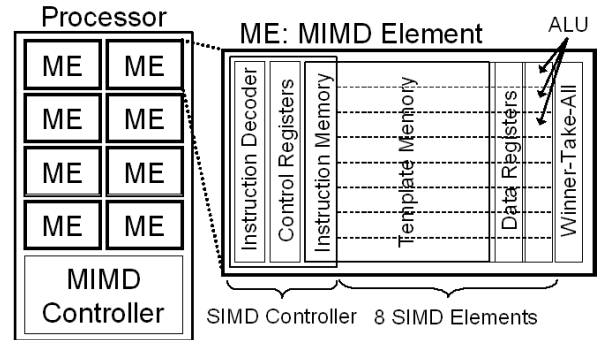 Processor
ME ME
ME ME
ME ME
ME ME
MIMD
Controller
ME: MIMD Element
ALU
Instruction Decoder
Control Registers
Instruction Memory
Template Memory
Data Registers
Winner-Take-All
SIMD Controller
8 SIMD Elements